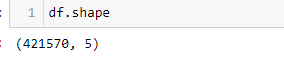 1 df.shape
(421570, 5)